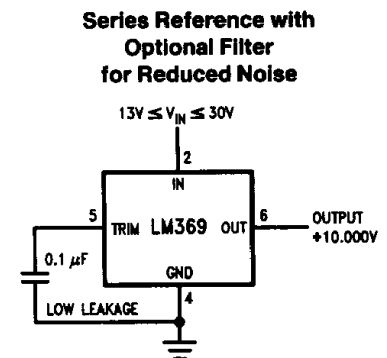 Series Reference with
Optional Filter
for Reduced Noise
13V ≤ VIN ≤ 30V
2
IN
5
TRIM LM369 OUT
6
OUTPUT
+10.000V
0.1 μF
GND
4
LOW LEAKAGE